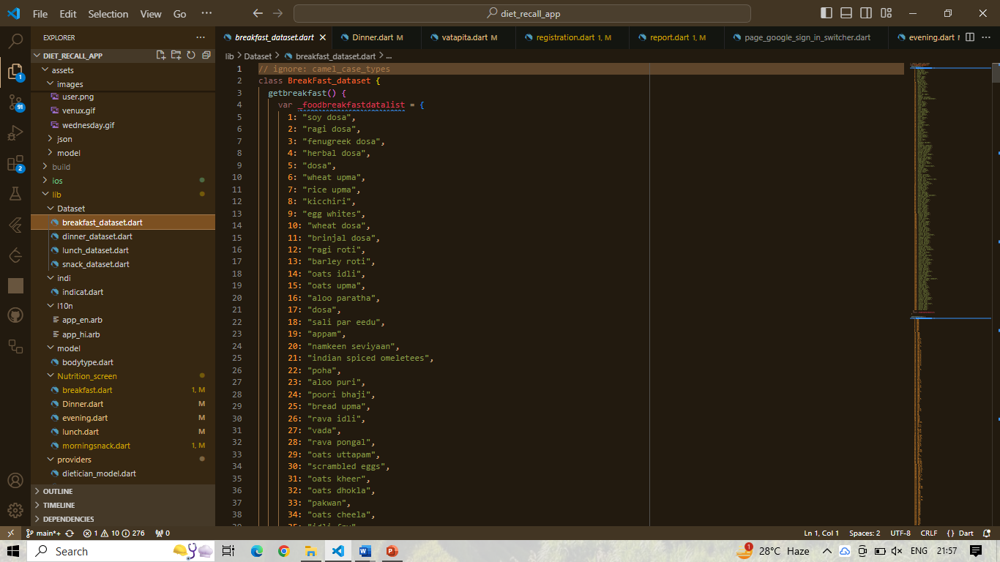 File Edit Selection View Go ··· diet_recall_app
EXPLORER ···
DIET_RECALL_APP
assets
images
user.png
venux.gif
wednesday.gif
json
model
build
ios
lib
Dataset
breakfast_dataset.dart
dinner_dataset.dart
lunch_dataset.dart
snack_dataset.dart
indi
indicat.dart
l10n
app_en.arb
app_hi.arb
model
bodytype.dart
Nutrition_screen
breakfast.dart 1, M
Dinner.dart M
evening.dart M
lunch.dart M
morningsnack.dart 1, M
providers
dietician_model.dart
OUTLINE
TIMELINE
DEPENDENCIES
1
91
2
breakfast_dataset.dart Dinner.dart M vatapita.dart M registration.dart 1, M report.dart 1, M page_google_sign_in_switcher.dart evening.dart
lib > Dataset > breakfast_dataset.dart > ...
1 // ignore: camel_case_types
2 class BreakFast_dataset {
3 getbreakfast() {
4 var _foodbreakfastdatalist = {
5 1: "soy dosa",
6 2: "ragi dosa",
7 3: "fenugreek dosa",
8 4: "herbal dosa",
9 5: "dosa",
10 6: "wheat upma",
11 7: "rice upma",
12 8: "kicchiri",
13 9: "egg whites",
14 10: "wheat dosa",
15 11: "brinjal dosa",
16 12: "ragi roti",
17 13: "barley roti",
18 14: "oats idli",
19 15: "oats upma",
20 16: "aloo paratha",
21 17: "dosa",
22 18: "sali par eedu",
23 19: "appam",
24 20: "namkeen seviyaan",
25 21: "indian spiced omeletees",
26 22: "poha",
27 23: "aloo puri",
28 24: "poori bhaji",
29 25: "bread upma",
30 26: "rava idli",
31 27: "vada",
32 28: "rava pongal",
33 29: "oats uttapam",
34 30: "scrambled eggs",
35 31: "oats kheer",
36 32: "oats dhokla",
37 33: "pakwan",
38 34: "oats cheela",
main*+ 1 10 276 0 Ln 1, Col 1 Spaces: 2 UTF-8 CRLF {} Dart
Search 1 28°C Haze ENG 21:57